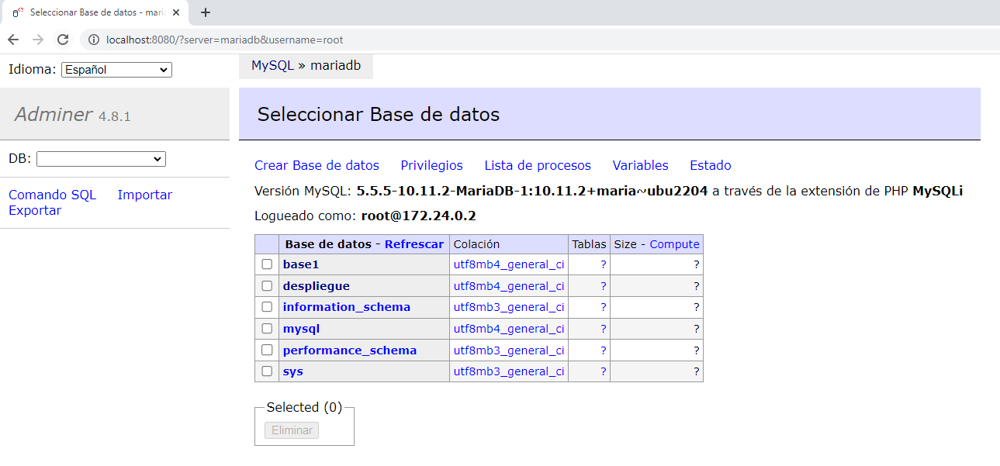 Seleccionar Base de datos - mari
localhost:8080/?server=mariadb&username=root
Idioma: Español
MySQL » mariadb
Adminer 4.8.1
Seleccionar Base de datos
DB:
Comando SQL Importar
Exportar
Crear Base de datos Privilegios Lista de procesos Variables Estado
Versión MySQL: 5.5.5-10.11.2-MariaDB-1:10.11.2+maria~ubu2204 a través de la extensión de PHP MySQLi
Logueado como: root@172.24.0.2
Base de datos - Refrescar Colación Tablas Size - Compute
base1 utf8mb4_general_ci ? ?
despliegue utf8mb4_general_ci ? ?
information_schema utf8mb3_general_ci ? ?
mysql utf8mb4_general_ci ? ?
performance_schema utf8mb3_general_ci ? ?
sys utf8mb3_general_ci ? ?
Selected (0)
Eliminar